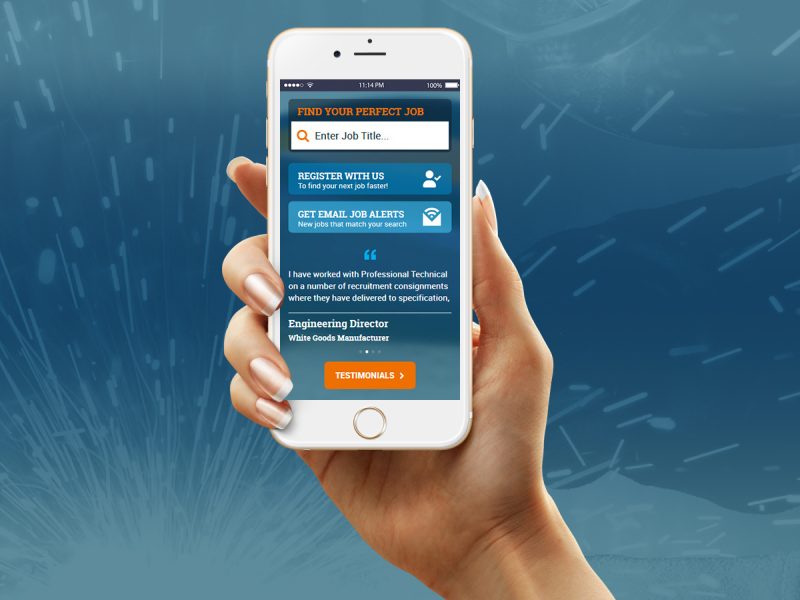 11:14 PM
100%
FIND YOUR PERFECT JOB
Enter Job Title...
REGISTER WITH US
To find your next job faster!
GET EMAIL JOB ALERTS
New jobs that match your search
“
I have worked with Professional Technical
on a number of recruitment consignments
where they have delivered to specification,
Engineering Director
White Goods Manufacturer
TESTIMONIALS >